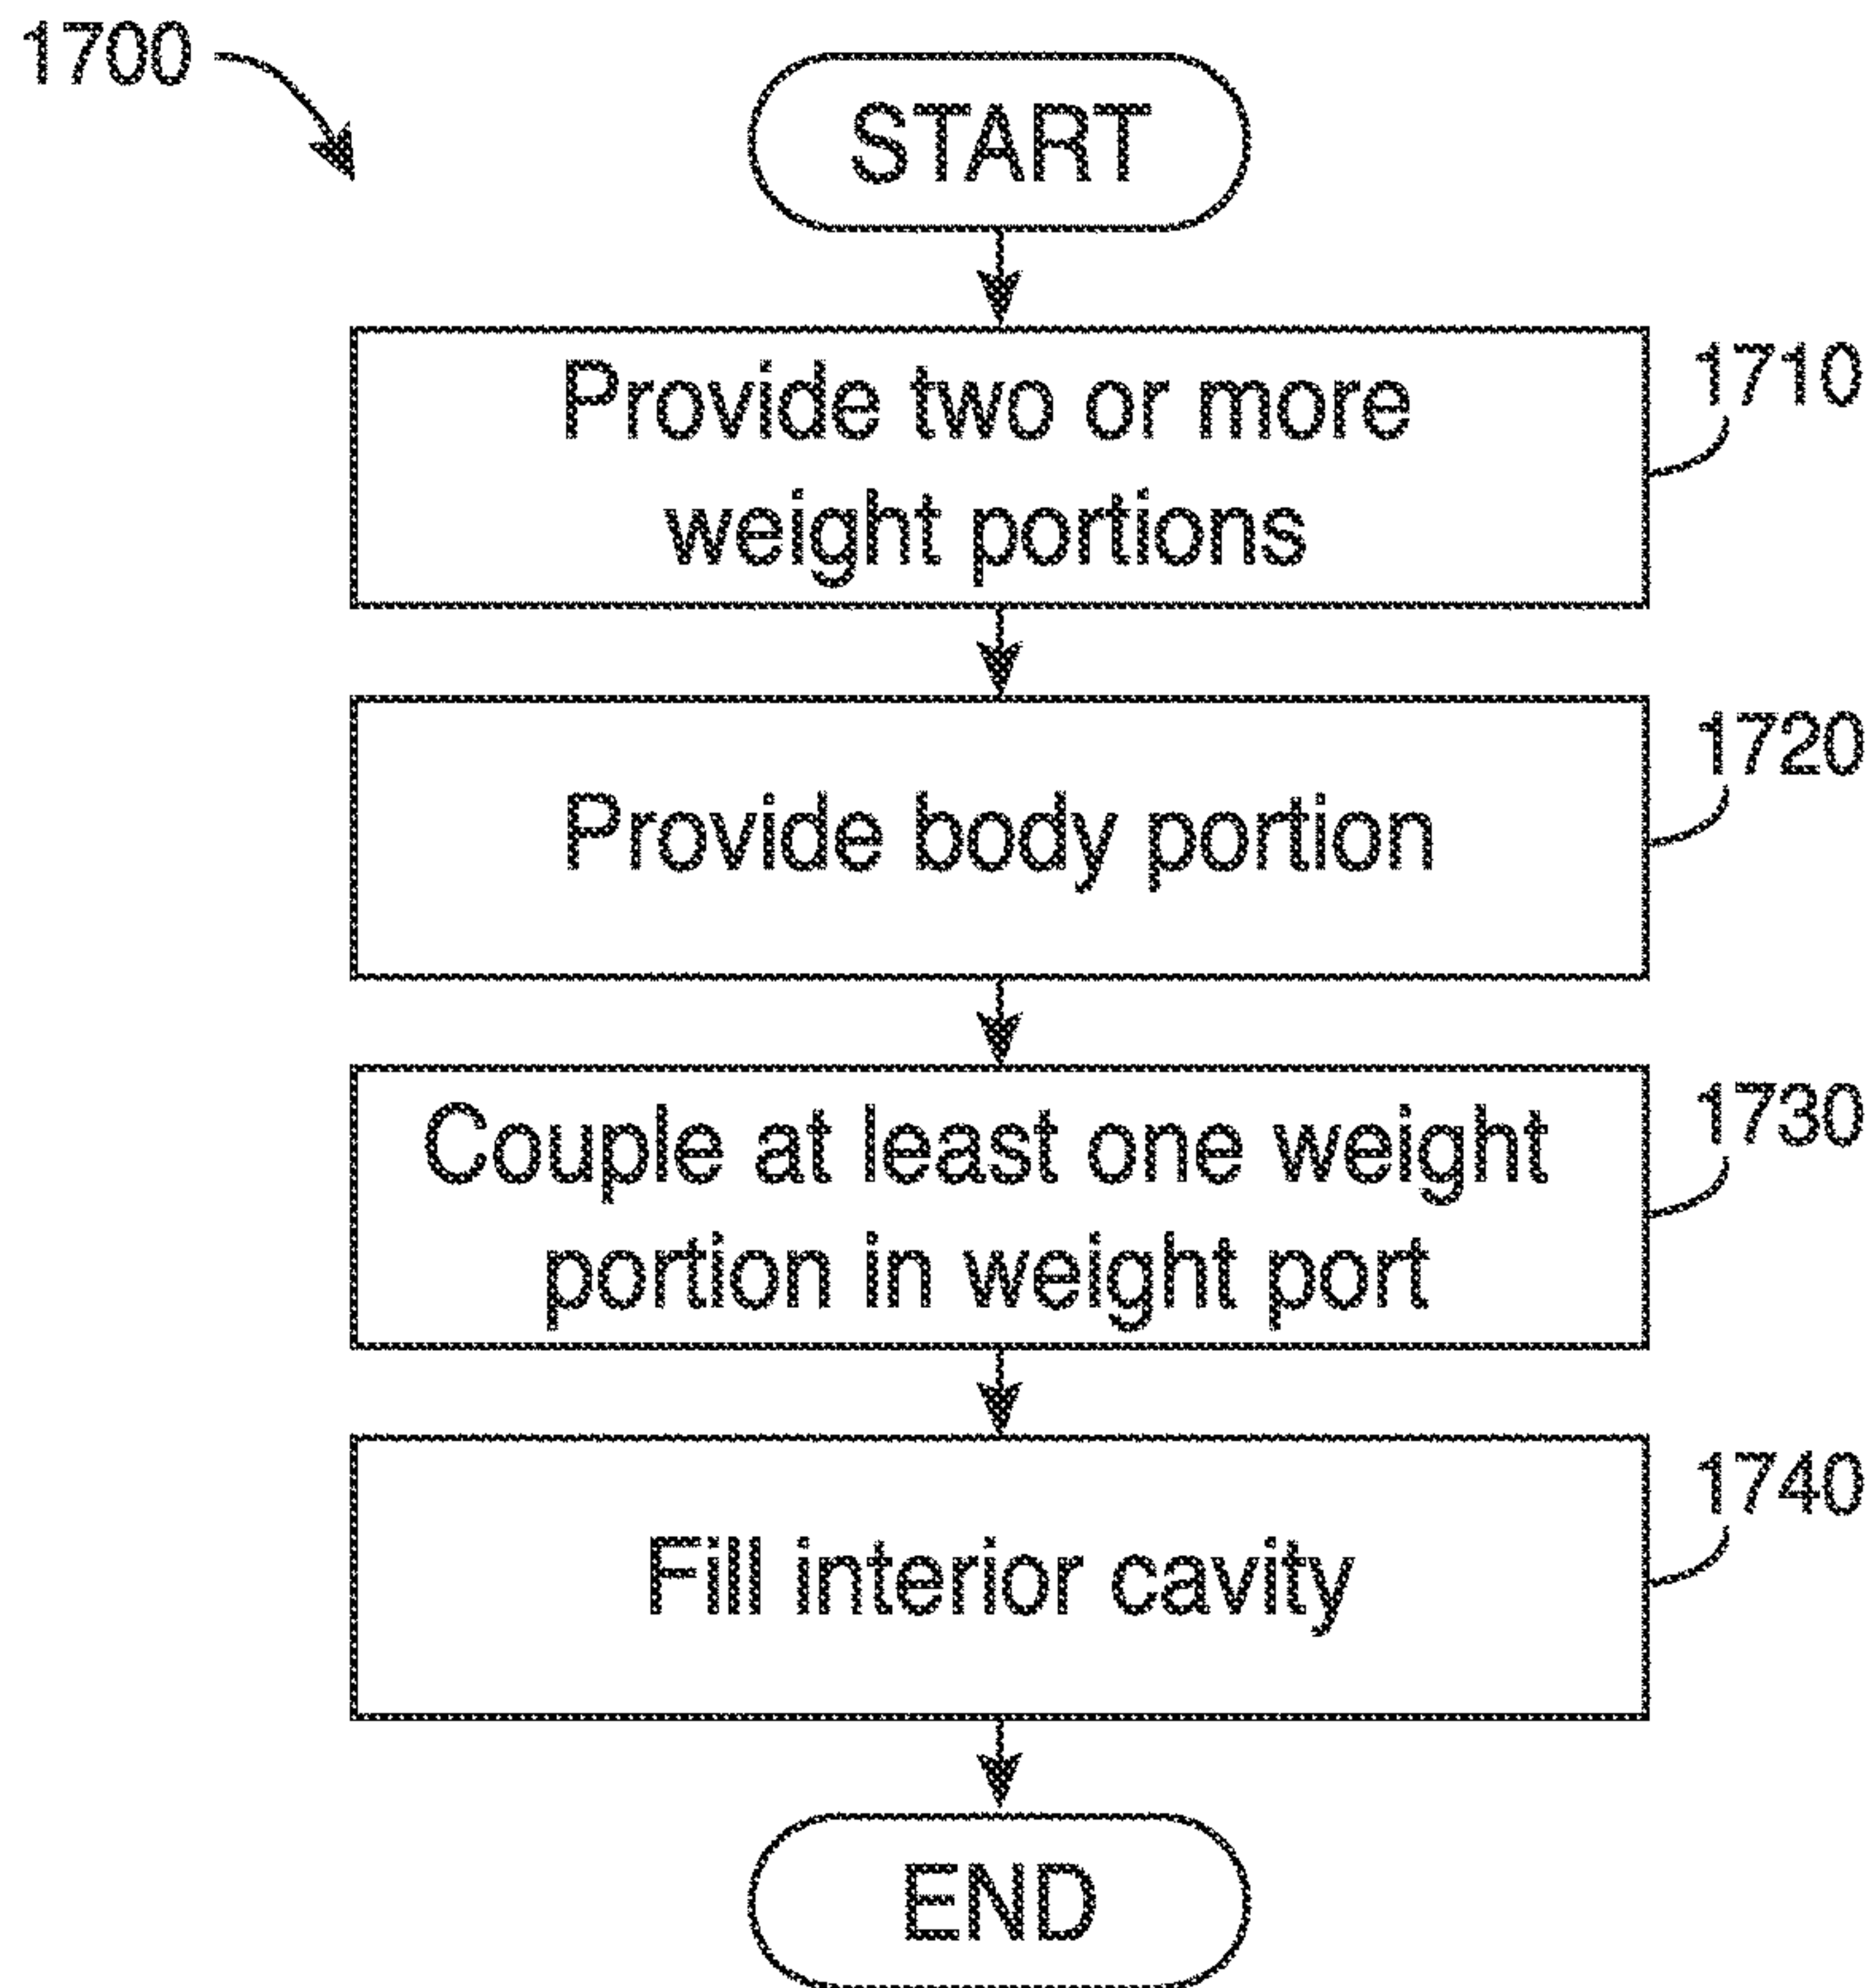 1700
START
Provide two or more
weight portions
1710
Provide body portion
1720
Couple at least one weight
portion in weight port
1730
Fill interior cavity
1740
END